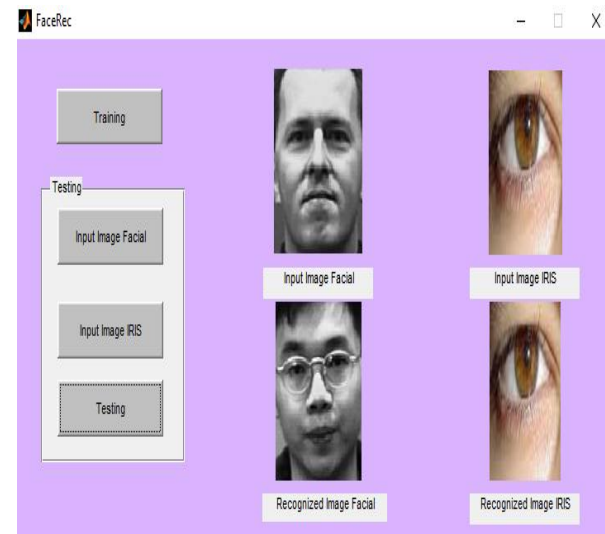 FaceRec
Training
Testing
Input Image Facial
Input Image IRIS
Testing
Input Image Facial
Input Image IRIS
Recognized Image Facial
Recognized Image IRIS